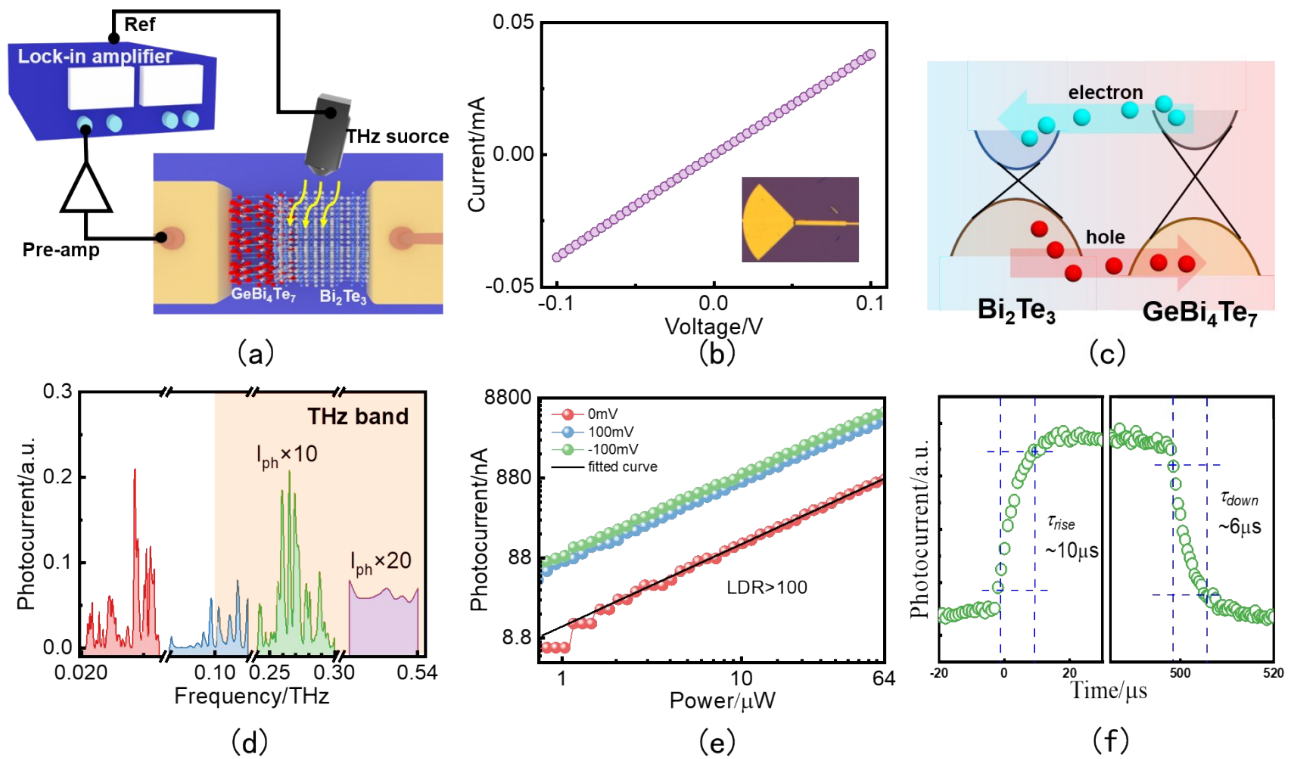 Ref
Lock-in amplifier
THz suorce
Pre-amp
GeBi4Te7
Bi2Te3
(a)
0.05
0.00
-0.05
Current/mA
-0.1
0.0
0.1
Voltage/V
(b)
electron
hole
Bi2Te3
GeBi4Te7
(c)
0.3
0.2
0.1
0.0
Photocurrent/a.u.
THz band
Iph×10
Iph×20
0.020
0.10
0.25
0.30
0.54
Frequency/THz
(d)
8800
880
88
8.8
Photocurrent/nA
0mV
100mV
-100mV
fitted curve
LDR>100
1
10
64
Power/μW
(e)
Photocurrent/a.u.
τrise
~10μs
τdown
~6μs
-20
0
20
500
520
Time/μs
(f)